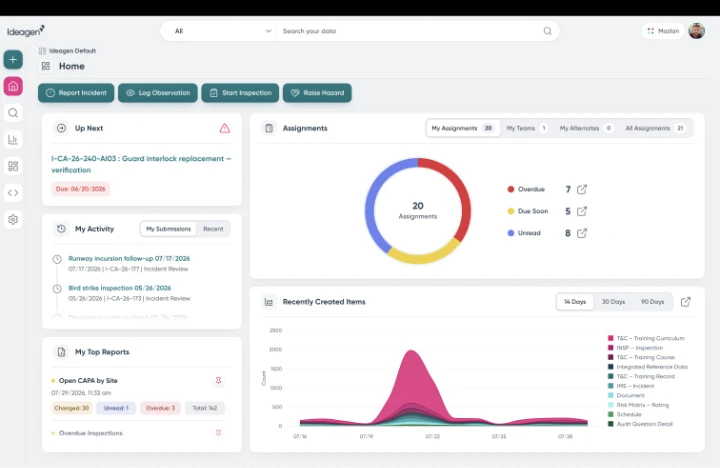 Ideagen
All
Search your data
Maslan
Ideagen Default
Home
Report Incident
Log Observation
Start Inspection
Raise Hazard
Up Next
I-CA-26-240-AI03 : Guard interlock replacement —
verification
Due: 06/20/2026
My Activity
My Submissions
Recent
Runway incursion follow-up 07/17/2026
07/17/2026 | I-CA-26-177 | Incident Review
Bird strike inspection 05/26/2026
05/26/2026 | I-CA-26-173 | Incident Review
My Top Reports
Open CAPA by Site
07/29/2026, 11:33 am
Changed: 30
Unread: 1
Overdue: 3
Total: 142
Overdue Inspections
Assignments
My Assignments 20
My Teams 1
My Alternates 0
All Assignments 21
20
Assignments
Overdue 7
Due Soon 5
Unread 8
Recently Created Items
14 Days
30 Days
90 Days
2500
2000
1500
1000
500
0
Count
07/16
07/19
07/22
07/25
07/28
T&C – Training Curriculum
INSP – Inspection
T&C – Training Course
Integrated Reference Data
T&C – Training Record
IMS – Incident
Document
Risk Matrix – Rating
Schedule
Audit Question Detail